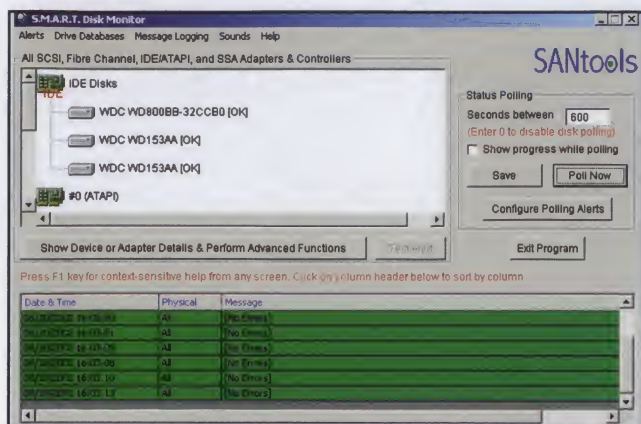 S.M.A.R.T. Disk Monitor
Alerts Drive Databases Message Logging Sounds Help
All SCSI, Fibre Channel, IDE/ATAPI, and SSA Adapters & Controllers
SANtools
IDE Disks
IDE
WDC WD800BB-32CCB0 [OK]
WDC WD153AA [OK]
WDC WD153AA [OK]
#0 (ATAPI)
Status Polling
Seconds between 600
(Enter 0 to disable disk polling)
Show progress while polling
Save Poll Now
Configure Polling Alerts
Show Device or Adapter Details & Perform Advanced Functions
Exit Program
Press F1 key for context-sensitive help from any screen. Click on column header below to sort by column
Date & Time Physical Message
All (No Errors)
All (No Errors)
All (No Errors)
All (No Errors)
All (No Errors)
All (No Errors)